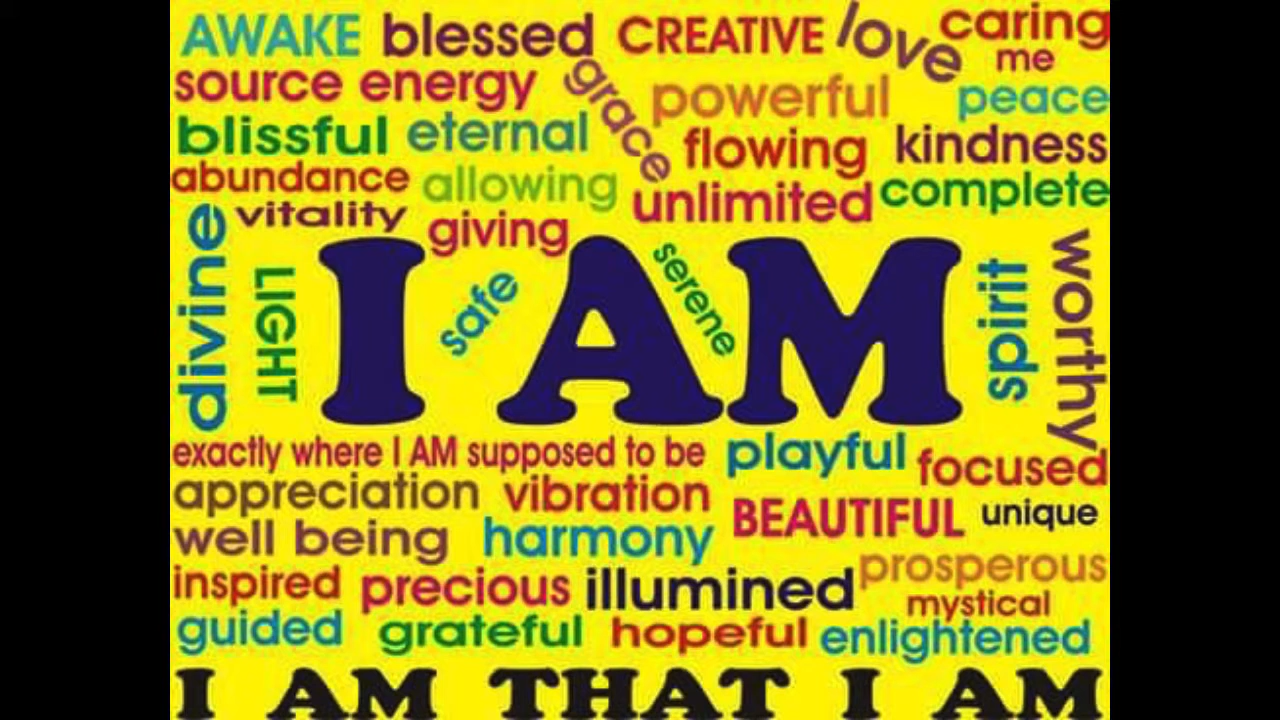 AWAKE blessed CREATIVE love caring
me
source energy grace powerful peace
blissful eternal flowing kindness
abundance allowing unlimited complete
vitality giving
divine LIGHT I AM safe serene spirit worthy
exactly where I AM supposed to be playful focused
appreciation vibration BEAUTIFUL unique
well being harmony
inspired precious illumined prosperous
mystical
guided grateful hopeful enlightened
I AM THAT I AM